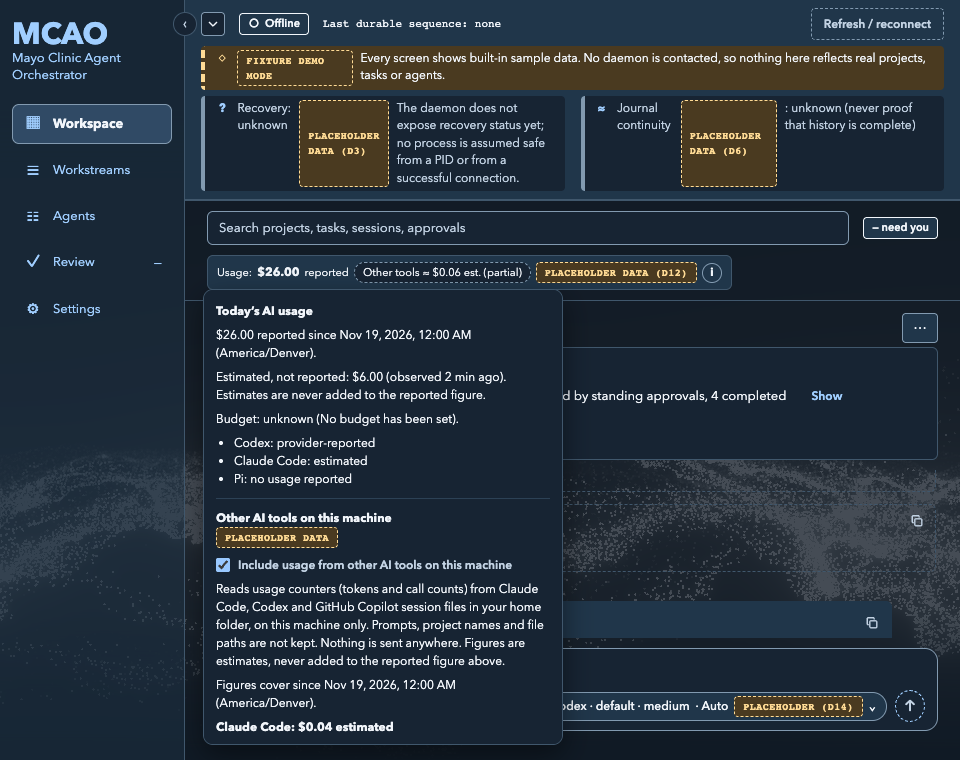 MCAO
Mayo Clinic Agent
Orchestrator
Workspace
Workstreams
Agents
Review –
Settings
Offline
Last durable sequence: none
Refresh / reconnect
FIXTURE DEMO
MODE
Every screen shows built-in sample data. No daemon is contacted, so nothing here reflects real projects,
tasks or agents.
? Recovery:
unknown
PLACEHOLDER
DATA (D3)
The daemon does not
expose recovery status yet;
no process is assumed safe
from a PID or from a
successful connection.
≈ Journal
continuity
PLACEHOLDER
DATA (D6)
: unknown (never proof
that history is complete)
Search projects, tasks, sessions, approvals
– need you
Usage: $26.00 reported
Other tools ≈ $0.06 est. (partial)
PLACEHOLDER DATA (D12)
i
Today's AI usage
$26.00 reported since Nov 19, 2026, 12:00 AM
(America/Denver).
Estimated, not reported: $6.00 (observed 2 min ago).
Estimates are never added to the reported figure.
Budget: unknown (No budget has been set).
• Codex: provider-reported
• Claude Code: estimated
• Pi: no usage reported
Other AI tools on this machine
PLACEHOLDER DATA
Include usage from other AI tools on this machine
Reads usage counters (tokens and call counts) from Claude
Code, Codex and GitHub Copilot session files in your home
folder, on this machine only. Prompts, project names and file
paths are not kept. Nothing is sent anywhere. Figures are
estimates, never added to the reported figure above.
Figures cover since Nov 19, 2026, 12:00 AM
(America/Denver).
Claude Code: $0.04 estimated
...
d by standing approvals, 4 completed
Show
odex · default · medium · Auto
PLACEHOLDER (D14)